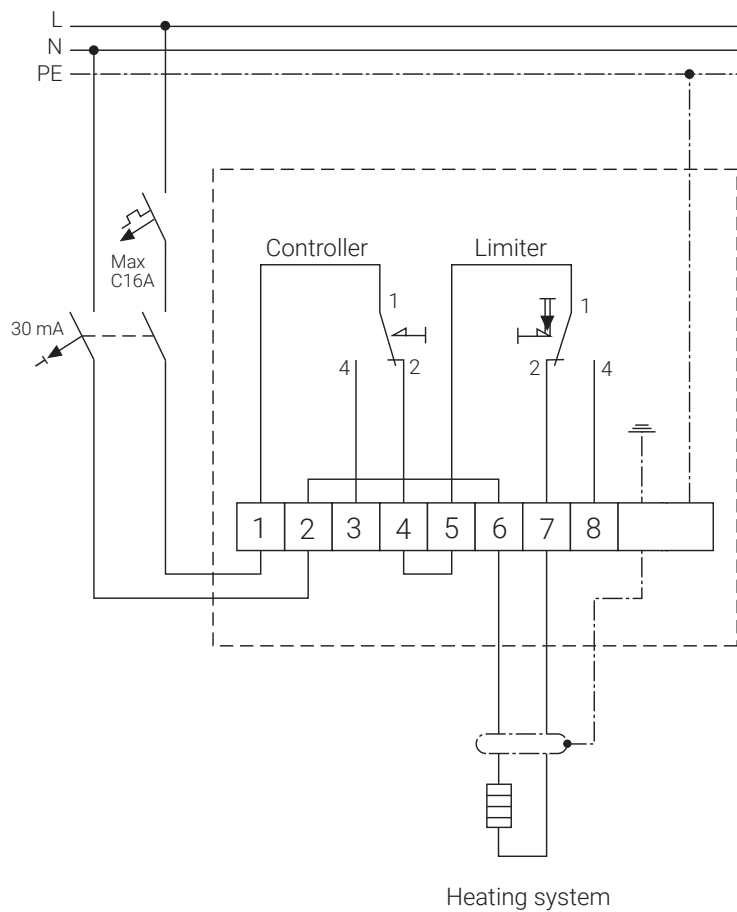 L
N
PE
Max
C16A
30 mA
Controller
Limiter
1
4
2
1
2
4
1 2 3 4 5 6 7 8
Heating system